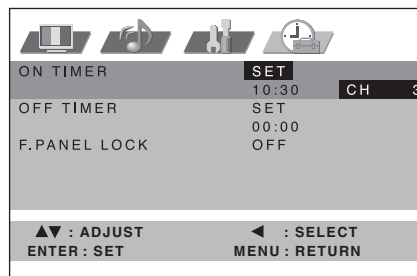 ON TIMER SET
10:30 CH 3
OFF TIMER SET
00:00
F.PANEL LOCK OFF
▲▼ : ADJUST ◀ : SELECT
ENTER : SET MENU : RETURN